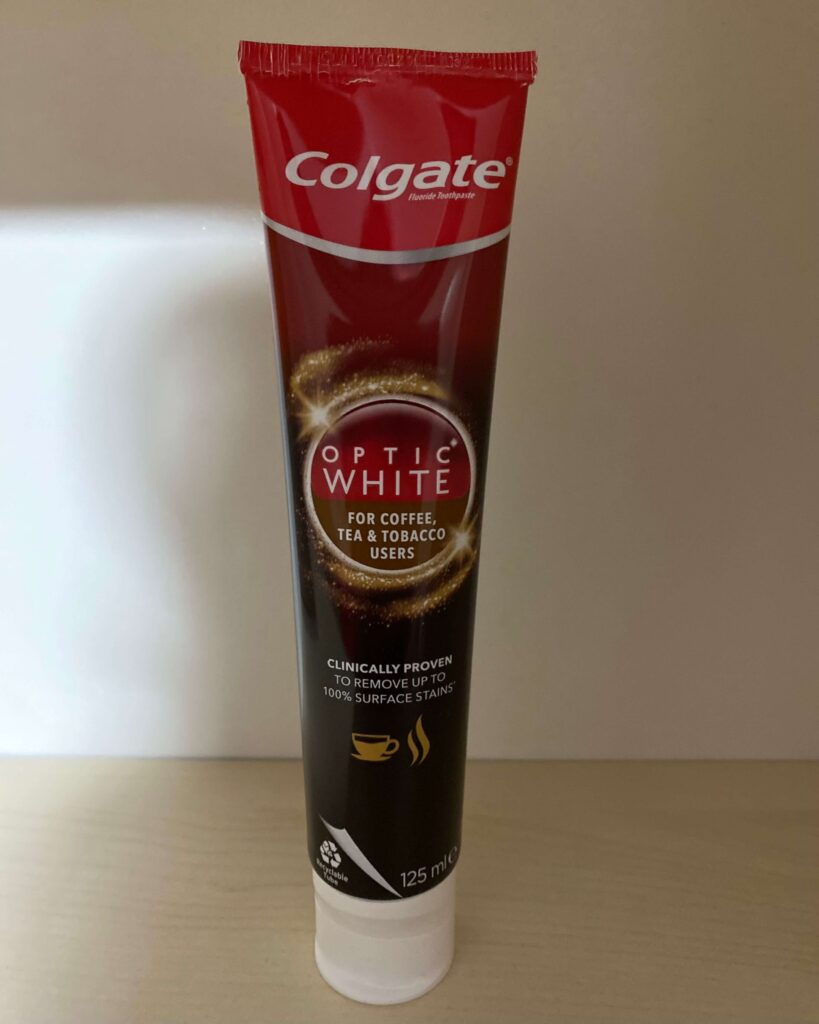 Colgate®
Fluoride Toothpaste
OPTIC*
WHITE
FOR COFFEE,
TEA & TOBACCO
USERS
CLINICALLY PROVEN
TO REMOVE UP TO
100% SURFACE STAINS*
Recyclable
Tube
125 ml ℮